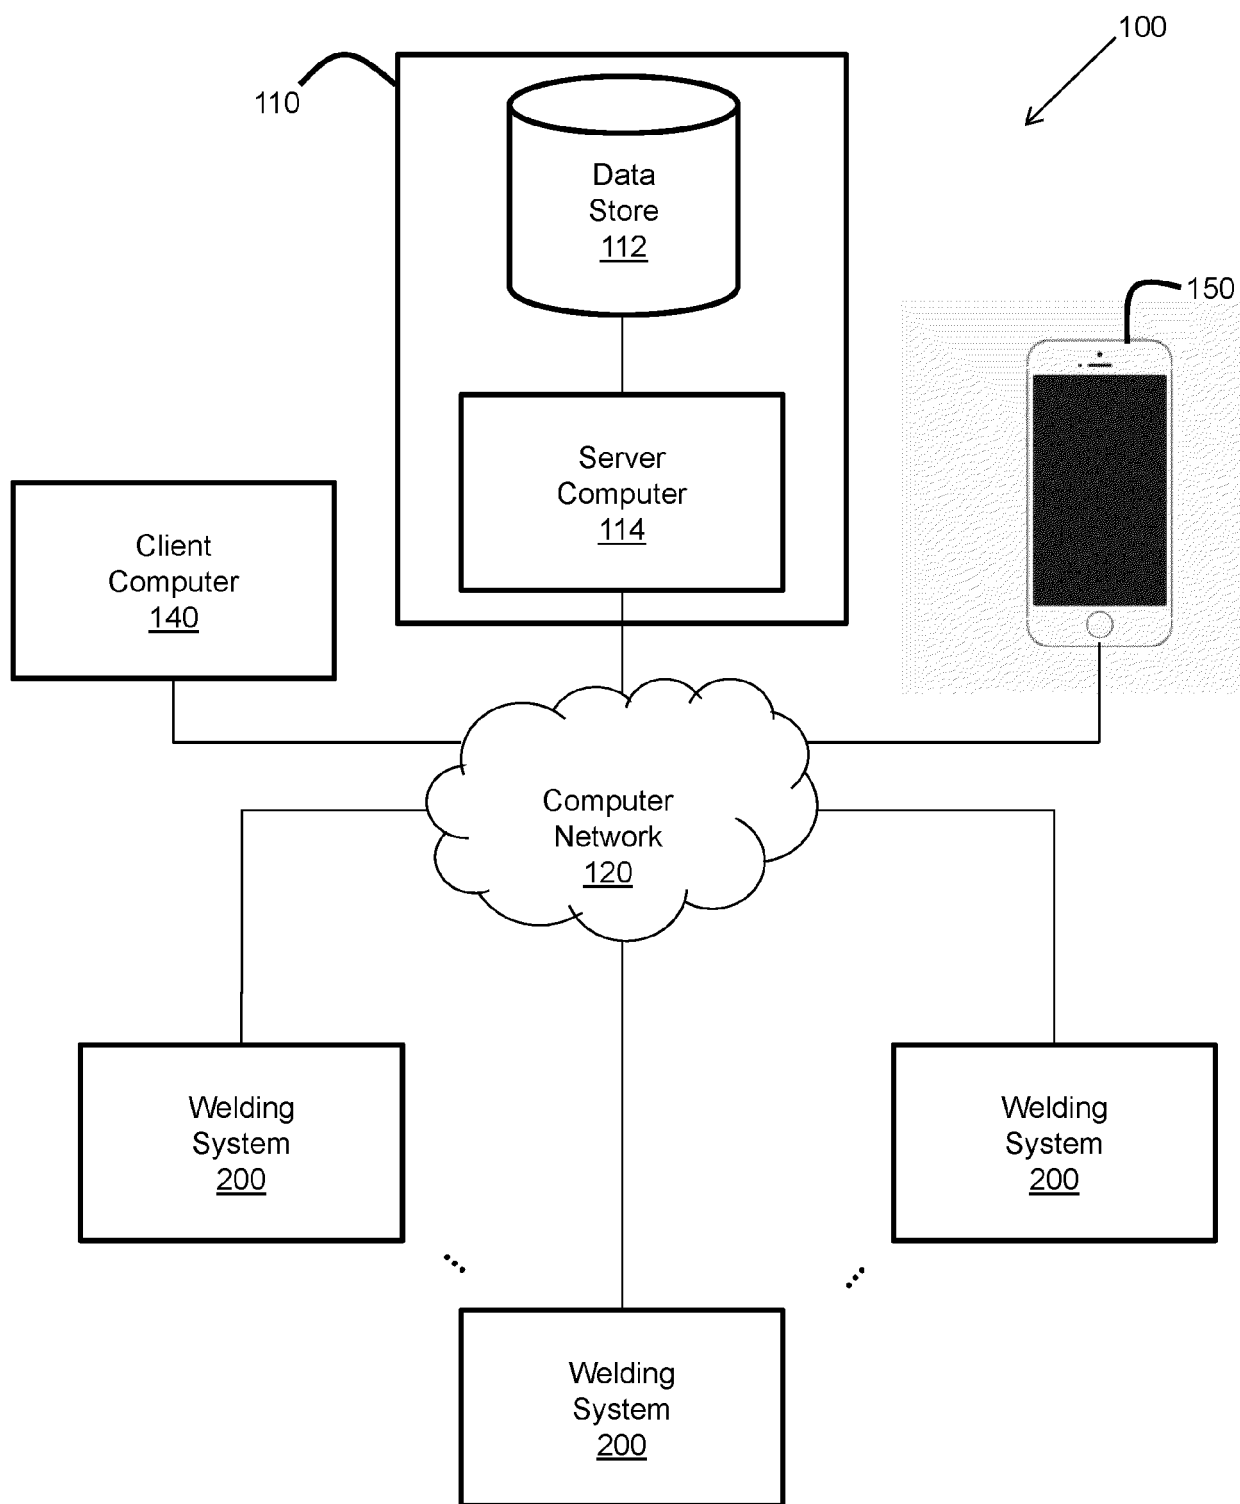 100
110
Data
Store
112
150
Server
Computer
114
Client
Computer
140
Computer
Network
120
Welding
System
200
Welding
System
200
Welding
System
200